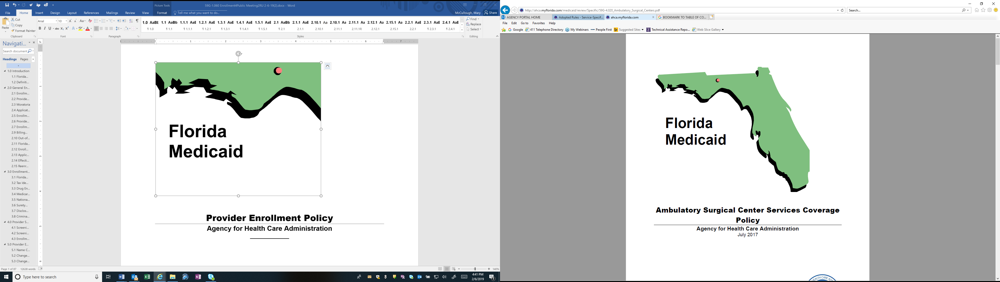 Picture Tools
59G-1.060 Enrollment4Public Meeting2RU 2-6-19(2).docx - Word
File Home Insert Design Layout References Mailings Review View Format Tell me what you want to do...
McCullough, Mary Share
Paste
Cut
Copy
Format Painter
Clipboard
Arial 10
Font
Paragraph
1.0 AaBb 1.1 AaBb 1.1.1 AaE 1.2.1 AaE 1.3.1 AaE 1.4.1 AaE 1.5.1 AaE 2.1 AaBb 2.1.1 AaE 2.10.1 Aa 2.10.1 Aa 2.11.1 Aa 2.11.1 Aa 2.12.1 Aa 2.15.1 Aa 2.2.1 AaE 2.3.1 AaE 2.4.1 AaE
¶ 1.0 ¶ 1.1 ¶ 1.1.1 ¶ 1.2.1 ¶ 1.3.1 ¶ 1.4.1 ¶ 1.5.1 ¶ 2.1 2.1.1 2.10.1 2.10.1 2.11.1 2.11.1R 2.12.1 2.15.1 2.2.1 ¶ 2.3.1 ¶ 2.4.1
Styles
Find
Replace
Select
Editing
Navigati...
Search document
Headings Pages
1.0 Introduction
1.1 Florida...
1.2 Definiti...
2.0 General En...
2.1 Enrollm...
2.2 Provide...
2.3 Moratoria
2.4 Applicat...
2.5 Enrollm...
2.6 Provide...
2.7 Enrollm...
2.9 Billing...
2.10 Out-of...
2.11 Florida...
2.12 Enroll...
2.13 Applic...
2.14 Effecti...
2.15 Reenr...
3.0 Enrollment...
3.1 Florida...
3.2 Tax Ide...
3.3 Drug En...
3.4 Medicar...
3.5 Nationa...
3.6 Surety...
3.7 Disclos...
3.8 Crimina...
4.0 Provider S...
4.1 Screeni...
4.2 Screeni...
4.3 Enrollm...
5.0 Provider E...
5.1 Name C...
5.2 Change...
5.3 Change...
Florida
Medicaid
Provider Enrollment Policy
Agency for Health Care Administration
Page 1 of 87 12638 words
140%
Type here to search
4:41 PM
2/6/2019
http://ahca.myflorida.com/medicaid/review/Specific/59G-4.020_Ambulatory_Surgical_Centers.pdf
Search...
AGENCY PORTAL HOME Adopted Rules - Service-Specif... ahca.myflorida.com BOOKMARK TO TABLE OF CO...
File Edit Go to Favorites Help
Google 411 Telephone Directory My Webinars People First Suggested Sites Technical Assistance Repo... Web Slice Gallery
Florida
Medicaid
Ambulatory Surgical Center Services Coverage
Policy
Agency for Health Care Administration
July 2017